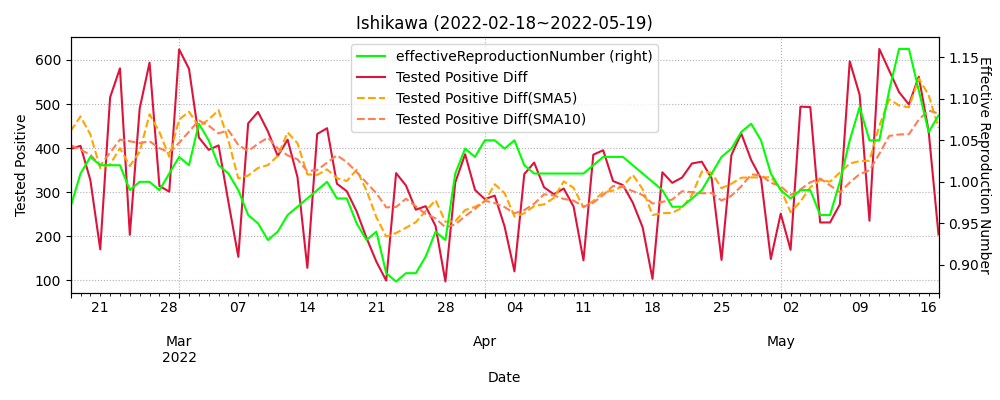 Ishikawa (2022-02-18~2022-05-19)
effectiveReproductionNumber (right)
Tested Positive Diff
Tested Positive Diff(SMA5)
Tested Positive Diff(SMA10)
Tested Positive
600
500
400
300
200
100
1.15
1.10
1.05
1.00
0.95
0.90
Effective Reproduction Number
21 28 07 14 21 28 04 11 18 25 02 09 16
Mar Apr May
2022
Date